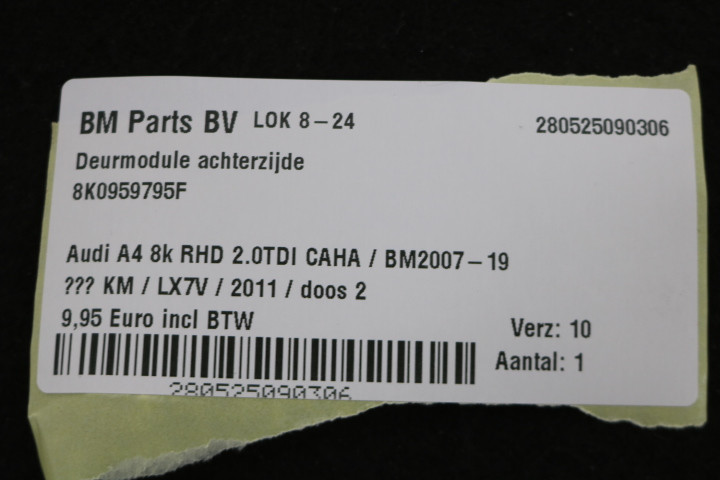 BM Parts BV LOK 8-24 280525090306
Deurmodule achterzijde
8K0959795F
Audi A4 8k RHD 2.0TDI CAHA / BM2007-19
??? KM / LX7V / 2011 / doos 2
9,95 Euro incl BTW
Verz: 10
Aantal: 1
280525090306